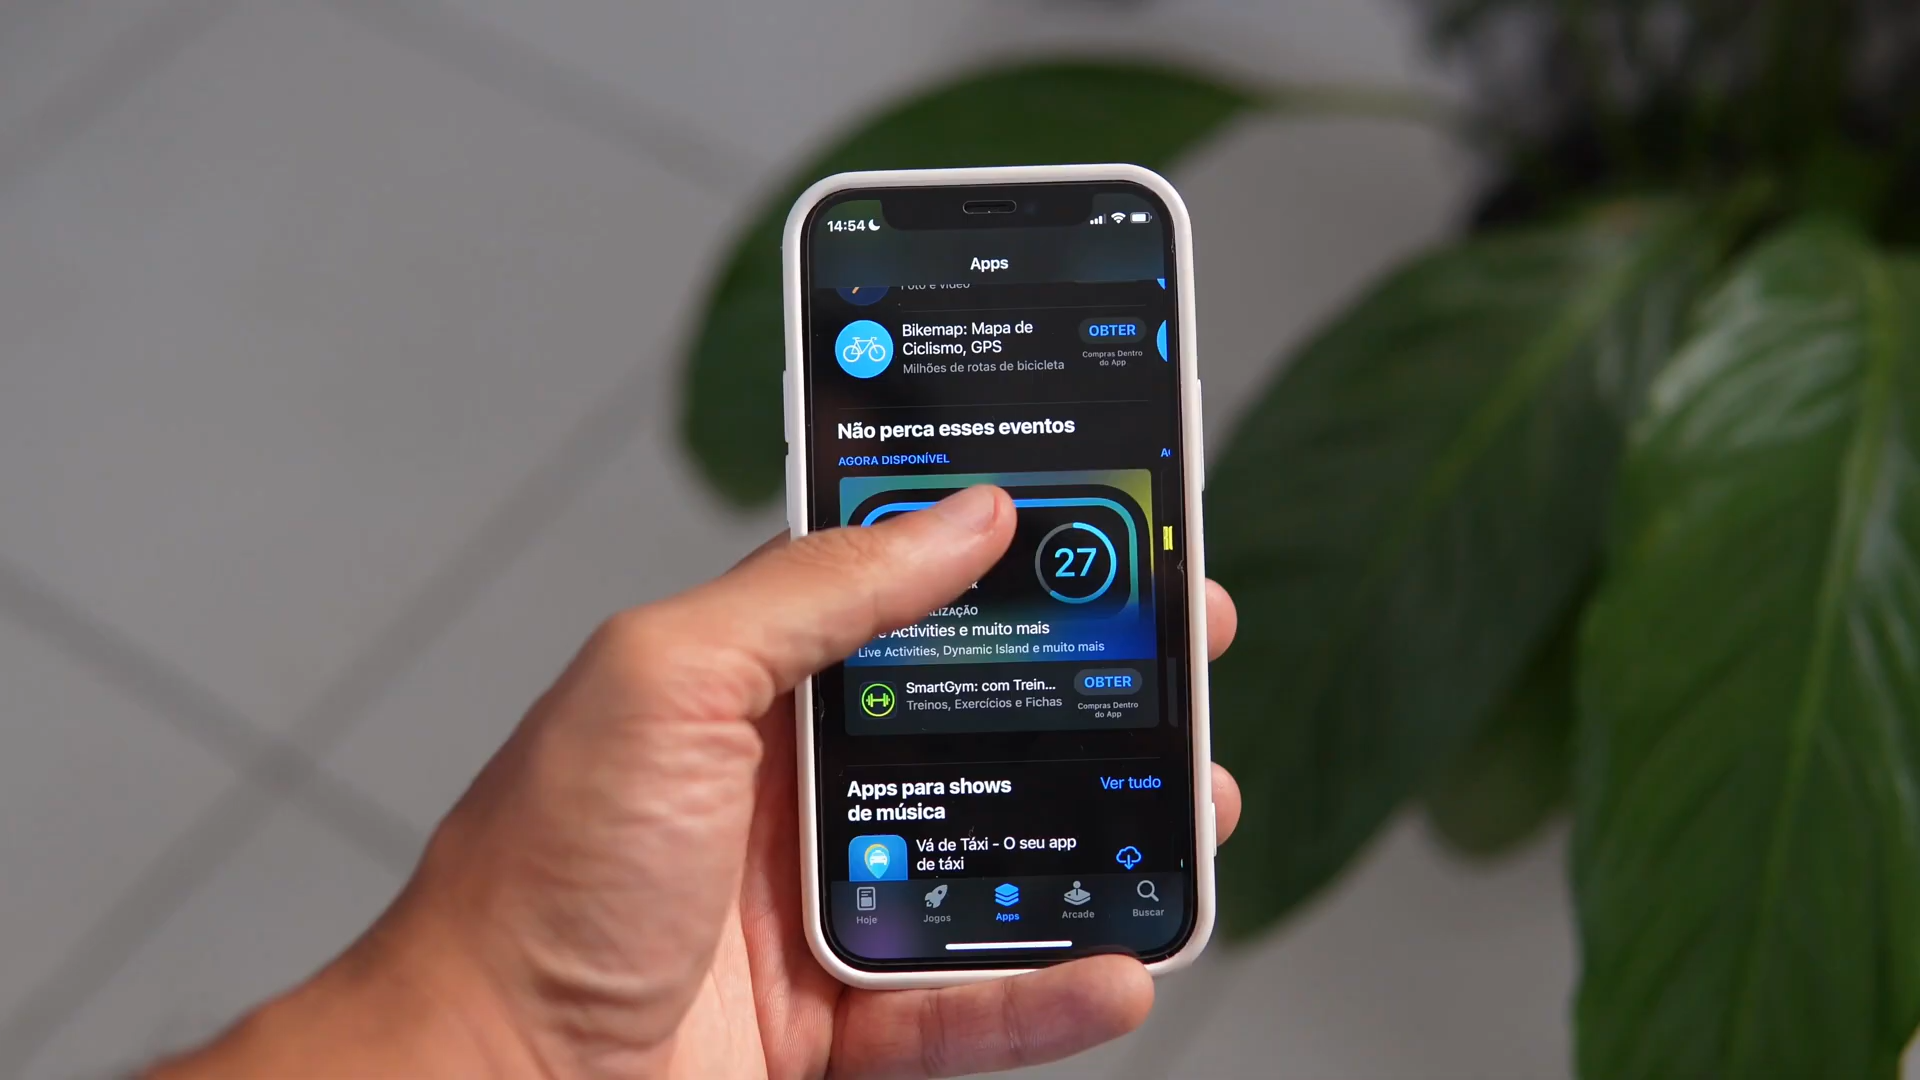 14:54
Apps
Foto e vídeo
Bikemap: Mapa de
Ciclismo, GPS
Milhões de rotas de bicicleta
OBTER
Compras Dentro
do App
Não perca esses eventos
AGORA DISPONÍVEL
27
ALIZAÇÃO
Activities e muito mais
Live Activities, Dynamic Island e muito mais
SmartGym: com Trein...
Treinos, Exercícios e Fichas
OBTER
Compras Dentro
do App
Apps para shows
de música
Ver tudo
Vá de Táxi - O seu app
de táxi
Hoje
Jogos
Apps
Arcade
Buscar